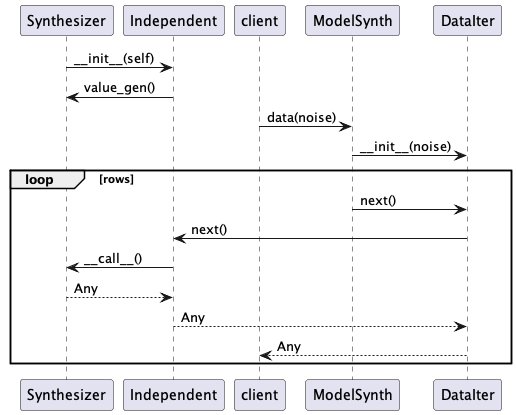 Synthesizer Independent client ModelSynth DataIter
__init__(self)
value_gen()
data(noise)
__init__(noise)
loop [rows]
next()
next()
__call__()
Any
Any
Any
Synthesizer Independent client ModelSynth DataIter